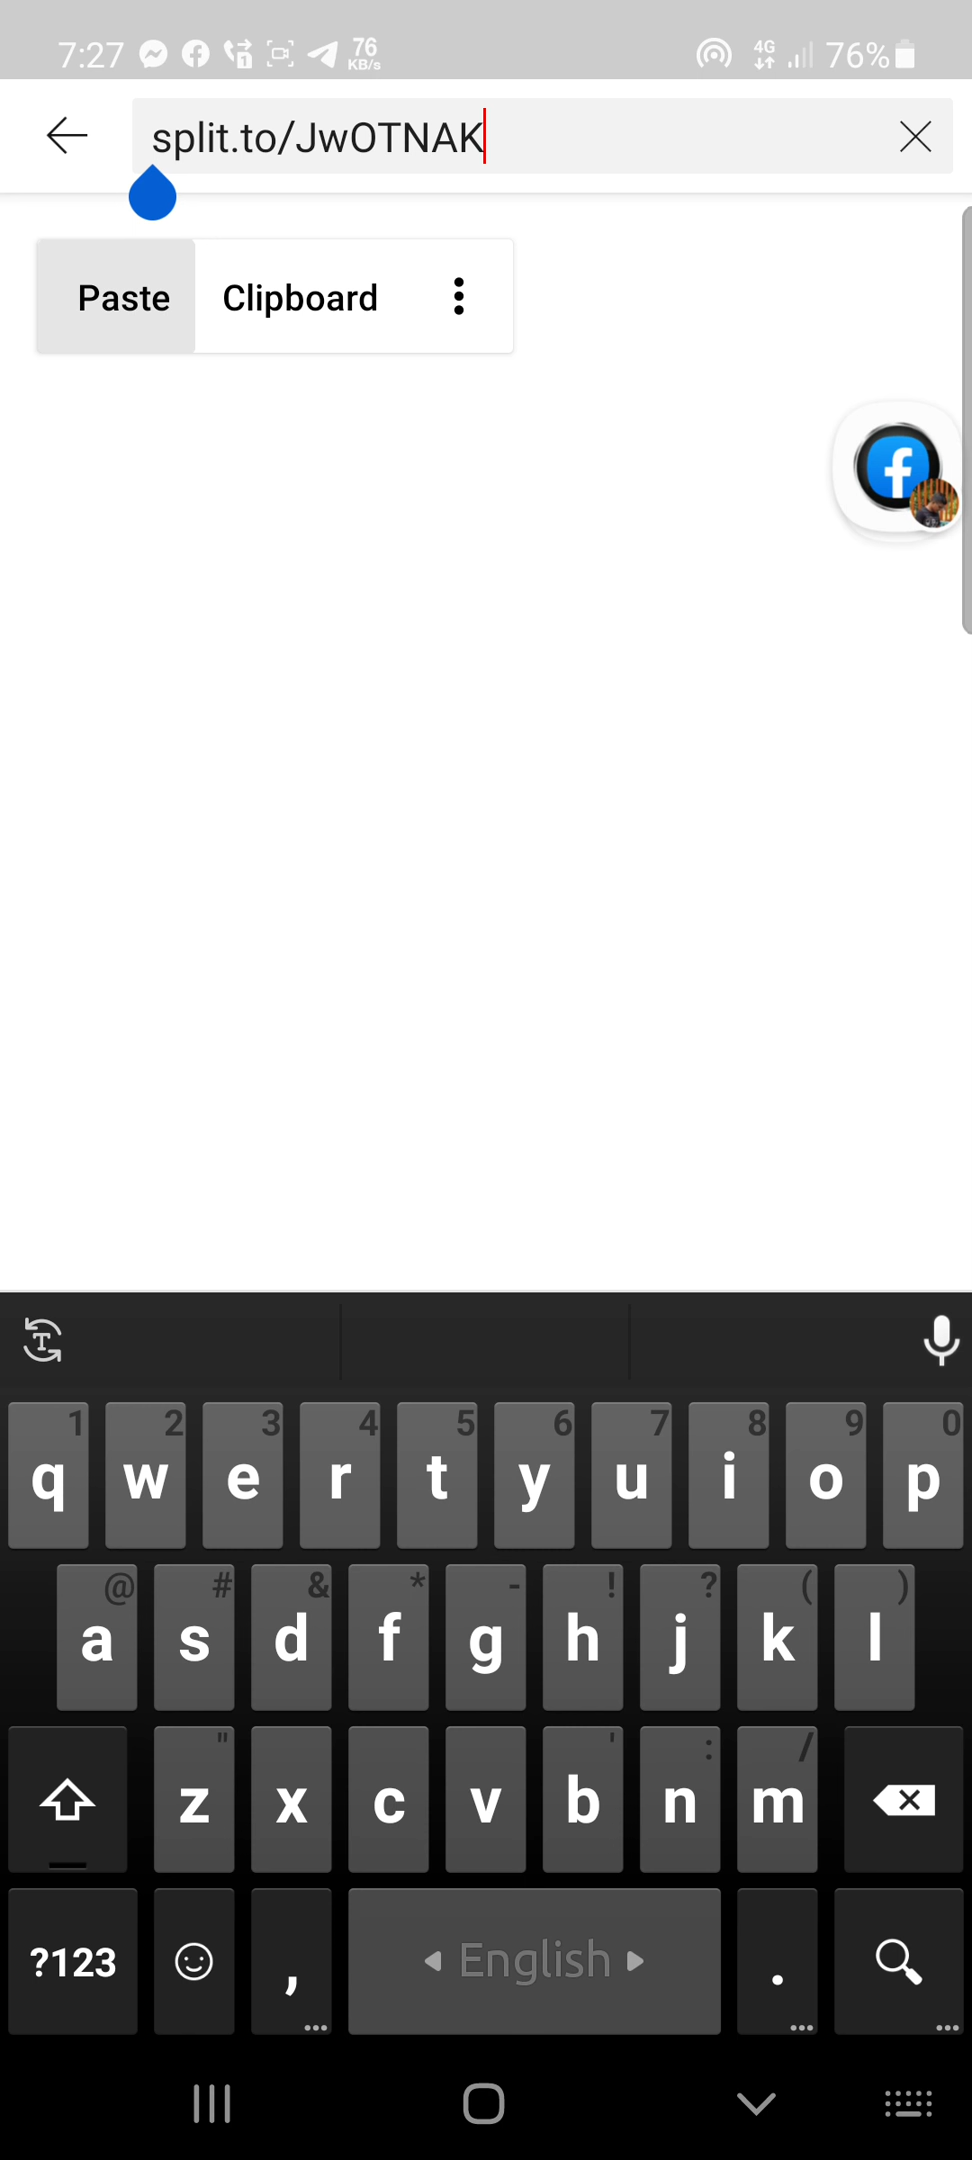 7:27 1 76 KB/s 4G 76%
split.to/JwOTNAK
Paste Clipboard
1 2 3 4 5 6 7 8 9 0
q w e r t y u i o p
@ # & * - ! ? ( )
a s d f g h j k l
" ' : /
z x c v b n m
?123 , English .